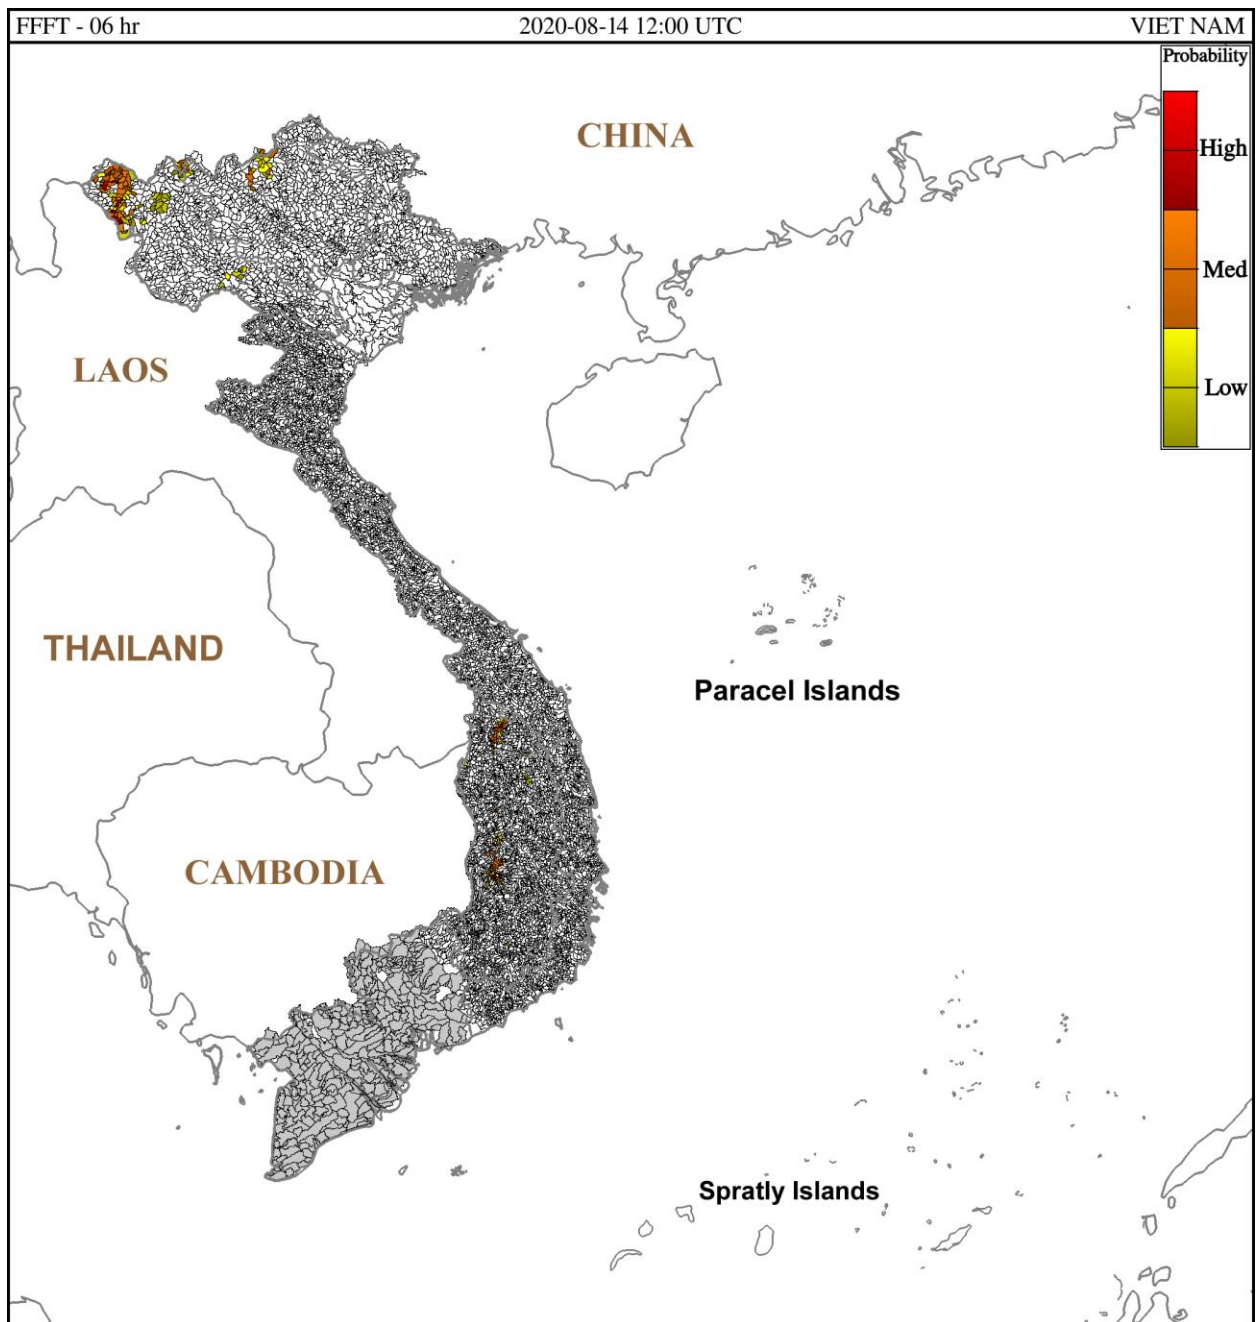 FFFT - 06 hr
2020-08-14 12:00 UTC
VIET NAM
Probability
CHINA
High
Med
LAOS
Low
THAILAND
Paracel Islands
CAMBODIA
Spratly Islands